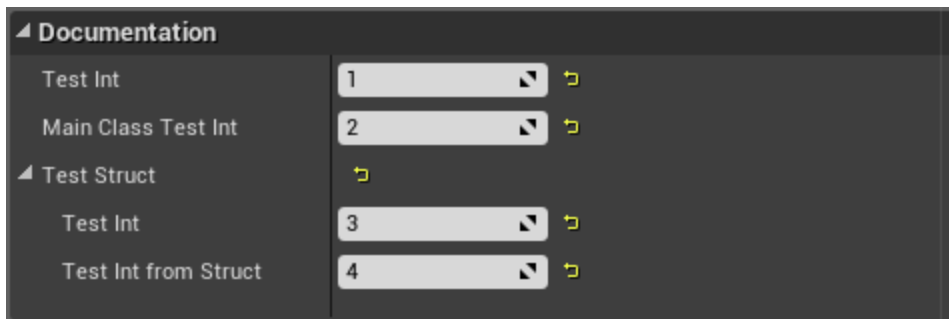 Documentation
Test Int 1
Main Class Test Int 2
Test Struct
Test Int 3
Test Int from Struct 4